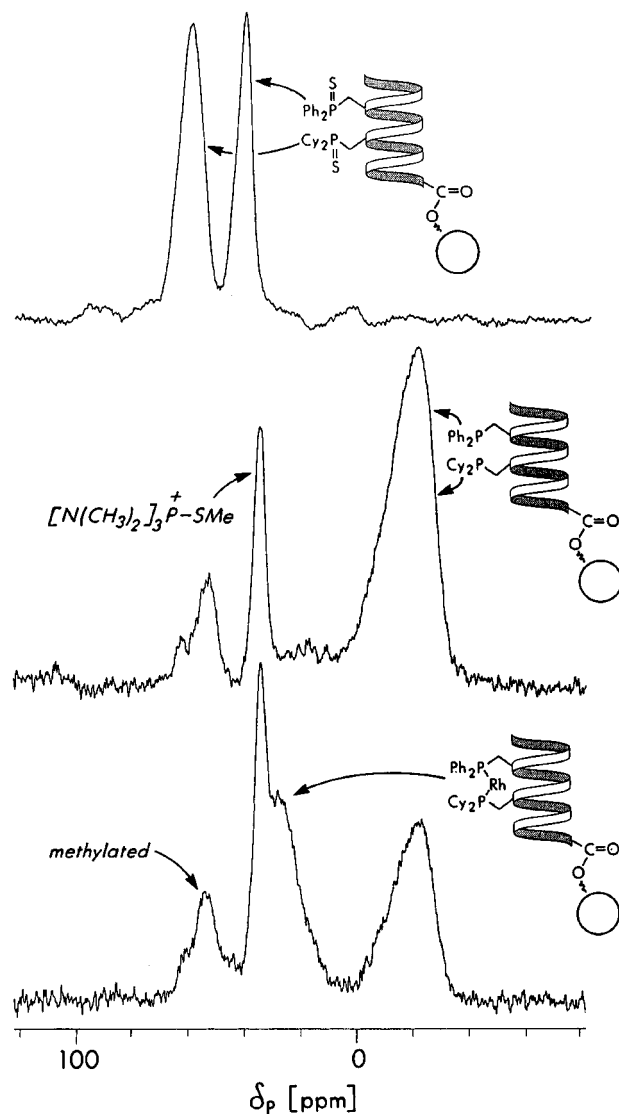 S
Ph2P
Cy2P
S
C=O
O
[N(CH3)2]3P–SMe
+
Ph2P
Cy2P
C=O
O
methylated
Ph2P
Rh
Cy2P
C=O
O
100 0
δP [ppm]